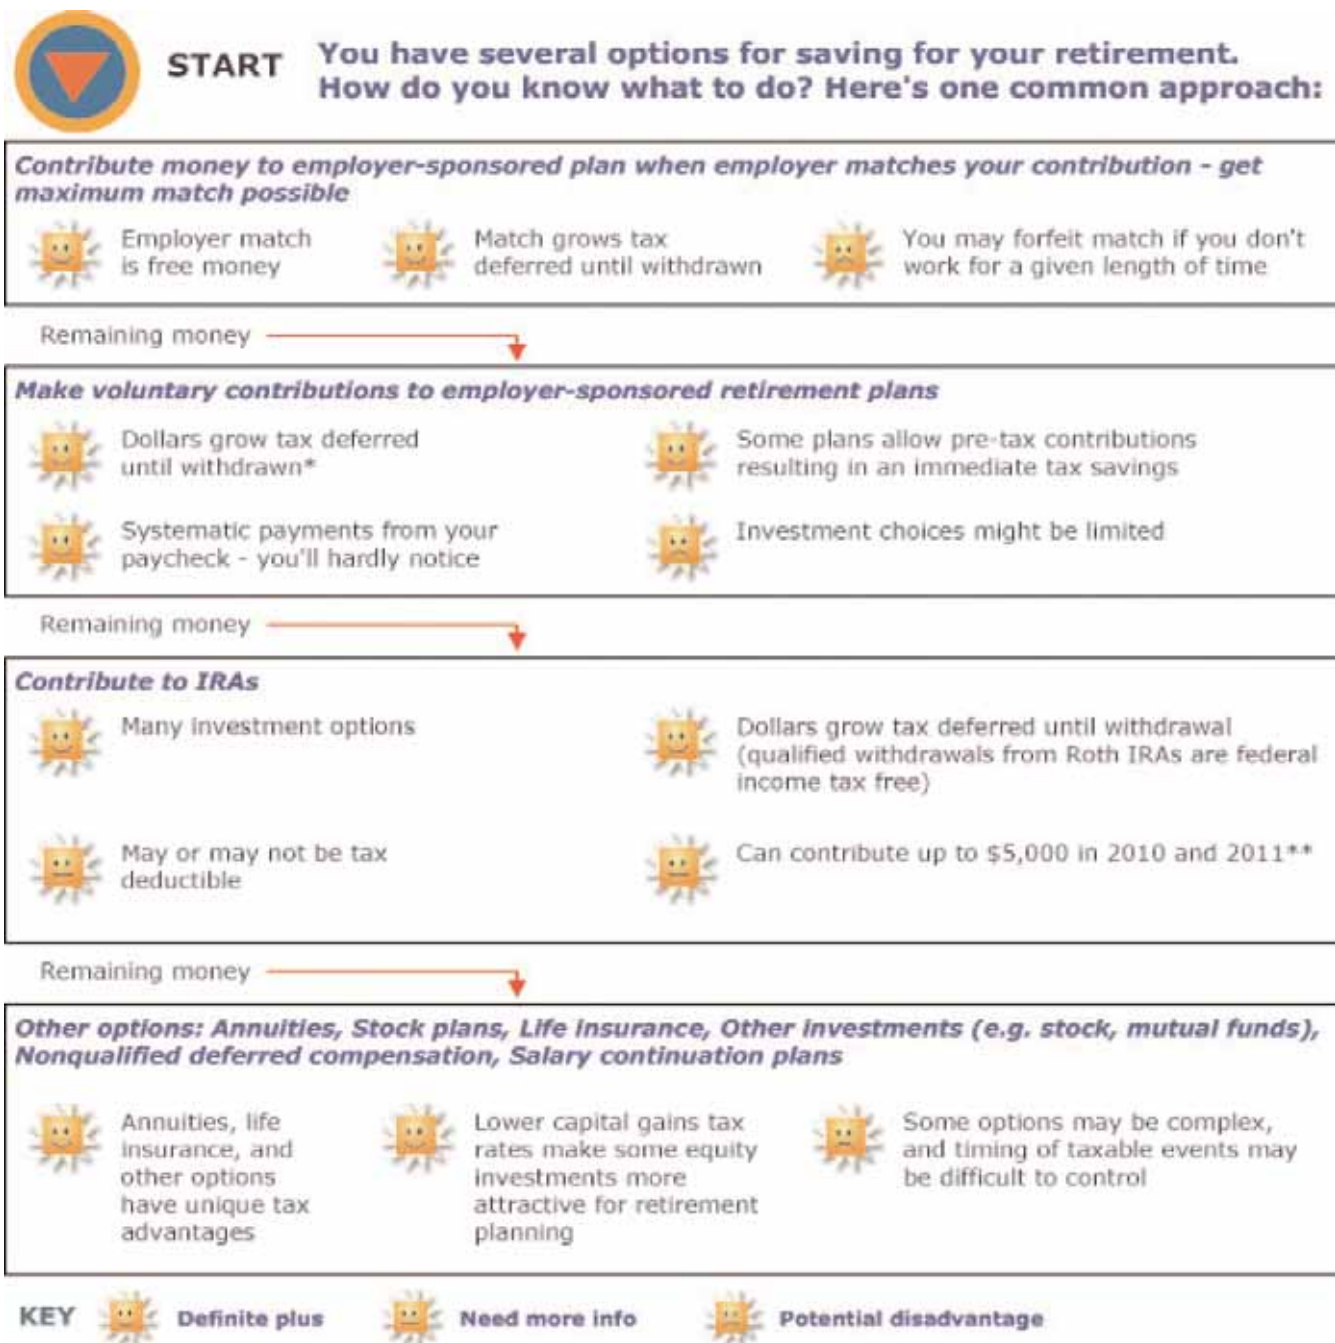 START
You have several options for saving for your retirement.
How do you know what to do? Here's one common approach:
Contribute money to employer-sponsored plan when employer matches your contribution - get
maximum match possible
Employer match
is free money
Match grows tax
deferred until withdrawn
You may forfeit match if you don't
work for a given length of time
Remaining money
Make voluntary contributions to employer-sponsored retirement plans
Dollars grow tax deferred
until withdrawn*
Some plans allow pre-tax contributions
resulting in an immediate tax savings
Systematic payments from your
paycheck - you'll hardly notice
Investment choices might be limited
Remaining money
Contribute to IRAs
Many investment options
Dollars grow tax deferred until withdrawal
(qualified withdrawals from Roth IRAs are federal
income tax free)
May or may not be tax
deductible
Can contribute up to $5,000 in 2010 and 2011**
Remaining money
Other options: Annuities, Stock plans, Life insurance, Other investments (e.g. stock, mutual funds),
Nonqualified deferred compensation, Salary continuation plans
Annuities, life
insurance, and
other options
have unique tax
advantages
Lower capital gains tax
rates make some equity
investments more
attractive for retirement
planning
Some options may be complex,
and timing of taxable events may
be difficult to control
KEY
Definite plus
Need more info
Potential disadvantage